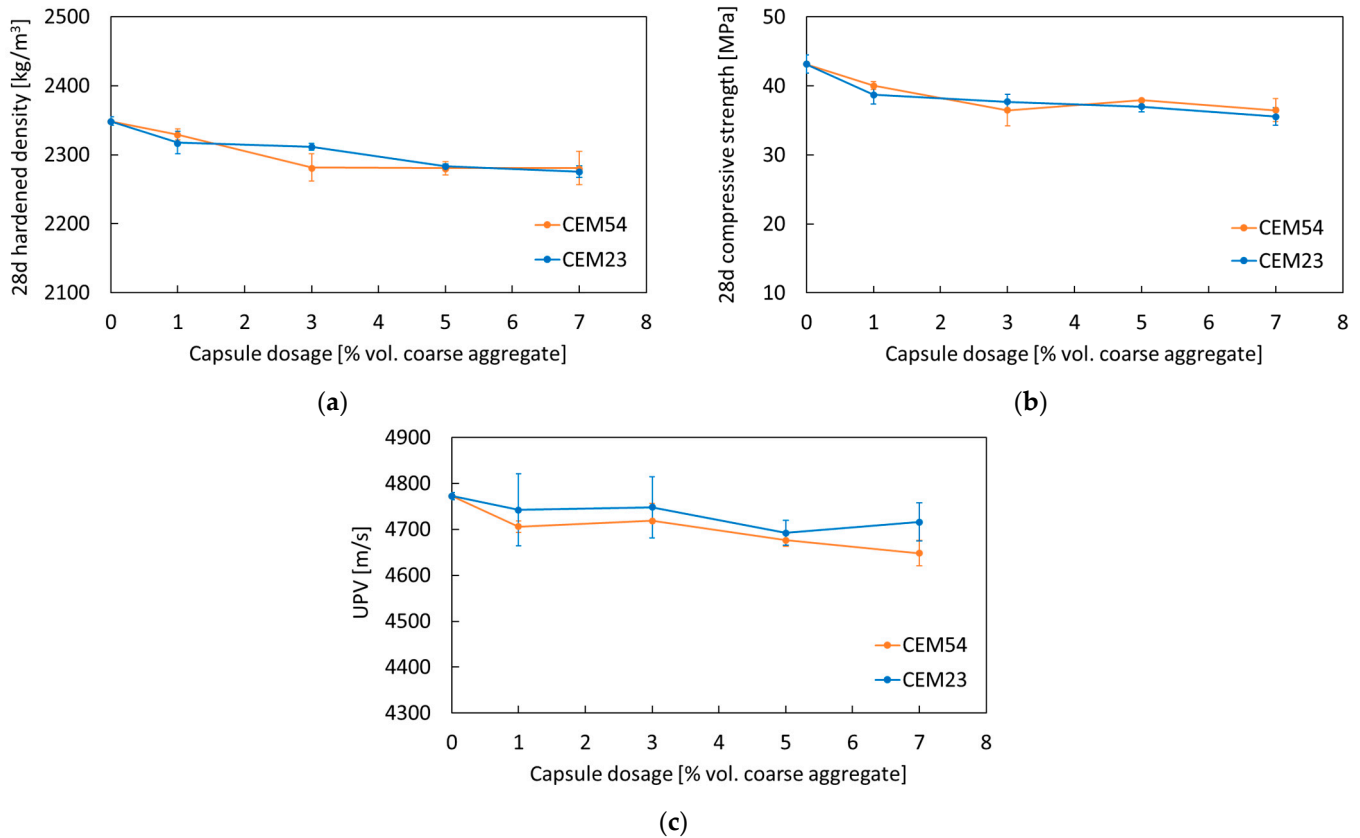 28d hardened density [kg/m³]
2500
2400
2300
2200
2100
CEM54
CEM23
0 1 2 3 4 5 6 7 8
Capsule dosage [% vol. coarse aggregate]
(a)
28d compressive strength [MPa]
50
40
30
20
10
CEM54
CEM23
0 1 2 3 4 5 6 7 8
Capsule dosage [% vol. coarse aggregate]
(b)
UPV [m/s]
4900
4800
4700
4600
4500
4400
4300
CEM54
CEM23
0 1 2 3 4 5 6 7 8
Capsule dosage [% vol. coarse aggregate]
(c)